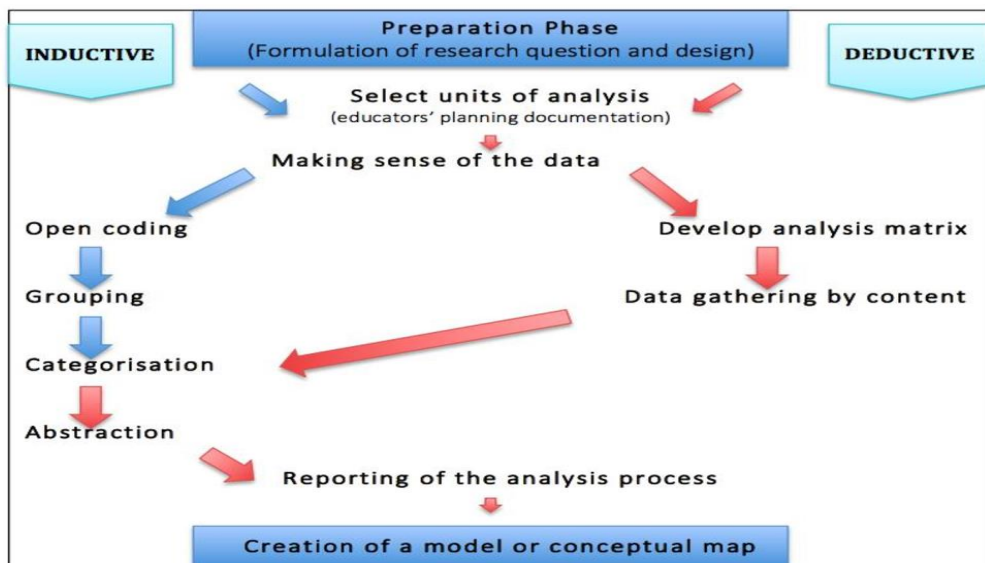 Preparation Phase
(Formulation of research question and design)
INDUCTIVE
DEDUCTIVE
Select units of analysis
(educators’ planning documentation)
Making sense of the data
Open coding
Develop analysis matrix
Grouping
Data gathering by content
Categorisation
Abstraction
Reporting of the analysis process
Creation of a model or conceptual map